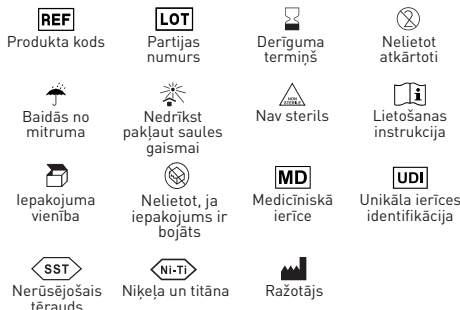 REF
LOT
2
Produkta kods
Partijas
numurs
Derīguma
termiņš
Nelietot
atkārtoti
NON
STERILE
i
Baidās no
mitruma
Nedrīkst
pakļaut saules
gaismai
Nav sterils
Lietošanas
instrukcija
MD
UDI
Iepakojuma
vienība
Nelietot, ja
iepakojums ir
bojāts
Medicīniskā
ierīce
Unikāla ierīces
identifikācija
SST
Ni-Ti
Nerūsējošais
tērauds
Niķeļa un titāna
Ražotājs